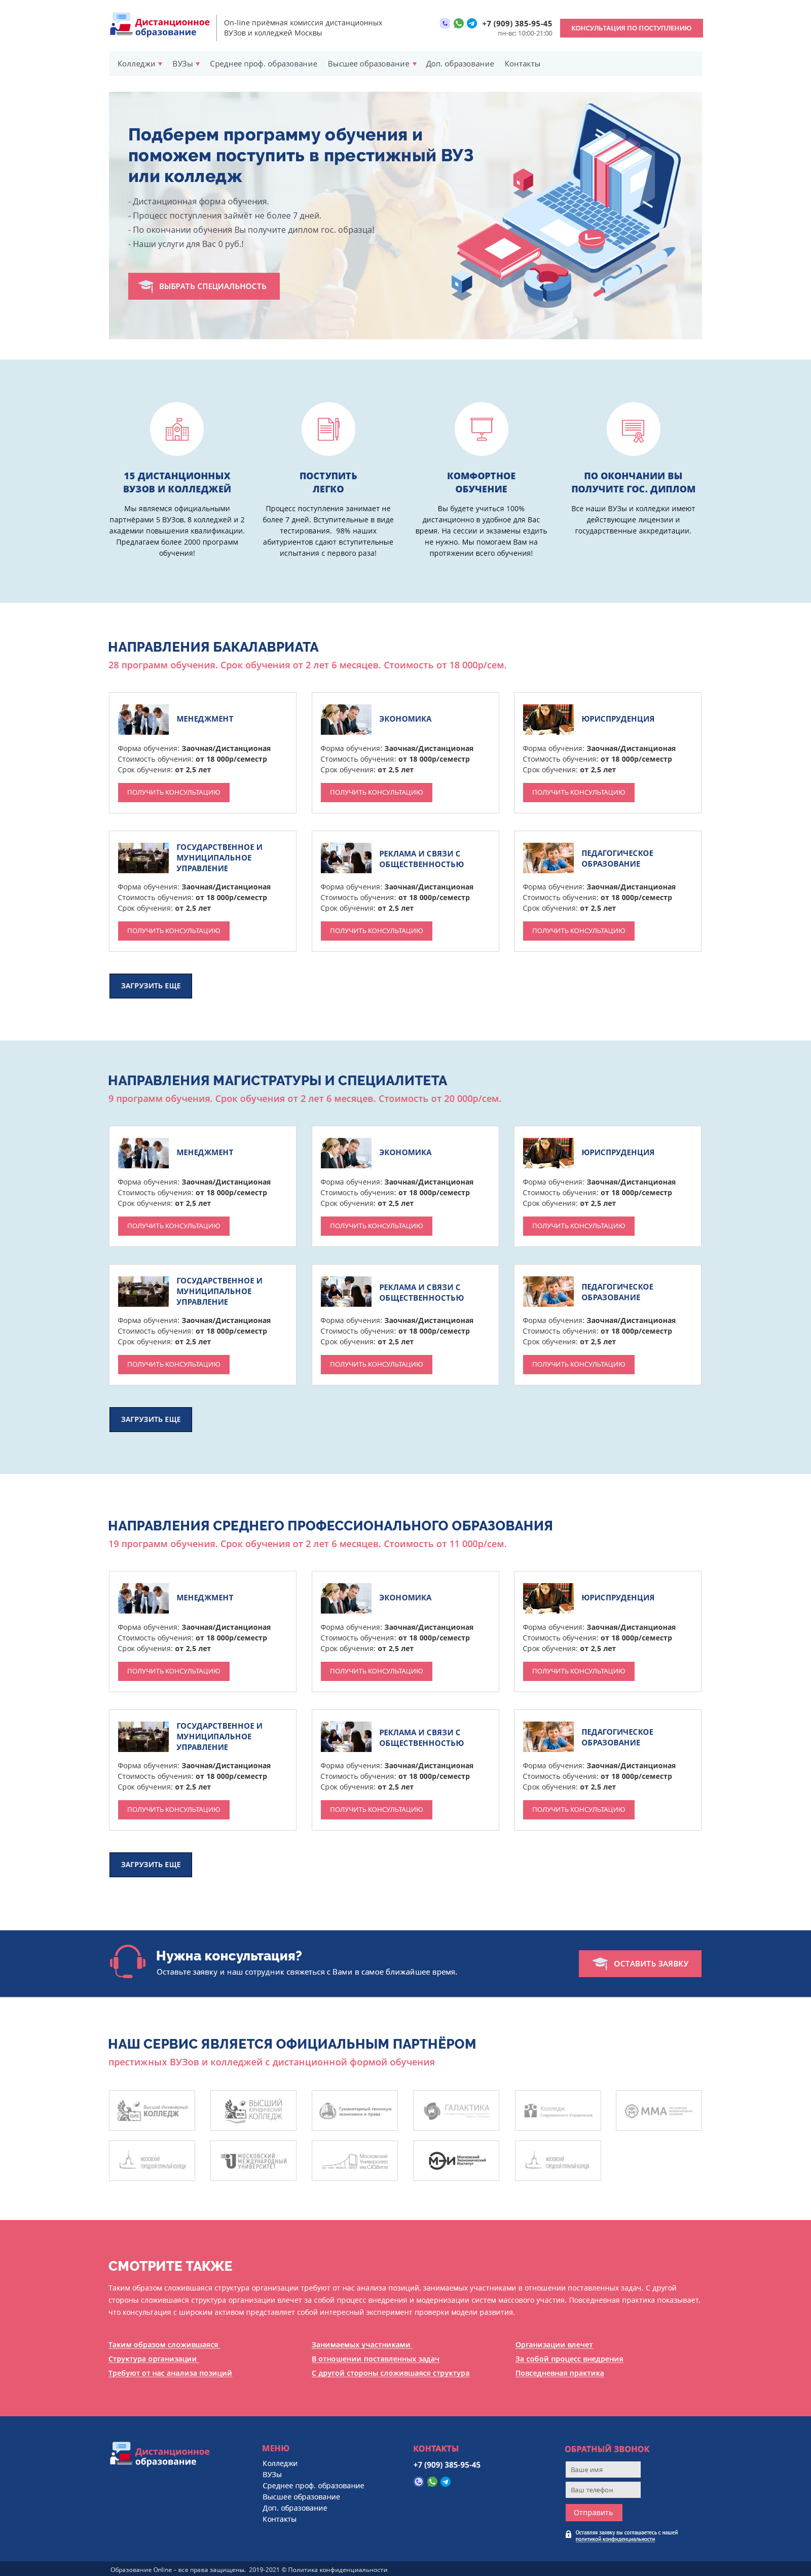 Дистанционное
образование
On-line приёмная комиссия дистанционных
ВУЗов и колледжей Москвы
+7 (909) 385-95-45
пн-вс: 10:00-21:00
КОНСУЛЬТАЦИЯ ПО ПОСТУПЛЕНИЮ
Колледжи ВУЗы Среднее проф. образование Высшее образование Доп. образование Контакты
Подберем программу обучения и
поможем поступить в престижный ВУЗ
или колледж
- Дистанционная форма обучения.
- Процесс поступления займёт не более 7 дней.
- По окончании обучения Вы получите диплом гос. образца!
- Наши услуги для Вас 0 руб.!
ВЫБРАТЬ СПЕЦИАЛЬНОСТЬ
15 ДИСТАНЦИОННЫХ
ВУЗОВ И КОЛЛЕДЖЕЙ
Мы являемся официальными
партнёрами 5 ВУЗов, 8 колледжей и 2
академии повышения квалификации.
Предлагаем более 2000 программ
обучения!
ПОСТУПИТЬ
ЛЕГКО
Процесс поступления занимает не
более 7 дней. Вступительные в виде
тестирования. 98% наших
абитуриентов сдают вступительные
испытания с первого раза!
КОМФОРТНОЕ
ОБУЧЕНИЕ
Вы будете учиться 100%
дистанционно в удобное для Вас
время. На сессии и экзамены ездить
не нужно. Мы помогаем Вам на
протяжении всего обучения!
ПО ОКОНЧАНИИ ВЫ
ПОЛУЧИТЕ ГОС. ДИПЛОМ
Все наши ВУЗы и колледжи имеют
действующие лицензии и
государственные аккредитации.
НАПРАВЛЕНИЯ БАКАЛАВРИАТА
28 программ обучения. Срок обучения от 2 лет 6 месяцев. Стоимость от 18 000р/сем.
МЕНЕДЖМЕНТ
Форма обучения: Заочная/Дистанционая
Стоимость обучения: от 18 000р/семестр
Срок обучения: от 2,5 лет
ПОЛУЧИТЬ КОНСУЛЬТАЦИЮ
ЭКОНОМИКА
Форма обучения: Заочная/Дистанционая
Стоимость обучения: от 18 000р/семестр
Срок обучения: от 2,5 лет
ПОЛУЧИТЬ КОНСУЛЬТАЦИЮ
ЮРИСПРУДЕНЦИЯ
Форма обучения: Заочная/Дистанционая
Стоимость обучения: от 18 000р/семестр
Срок обучения: от 2,5 лет
ПОЛУЧИТЬ КОНСУЛЬТАЦИЮ
ГОСУДАРСТВЕННОЕ И
МУНИЦИПАЛЬНОЕ
УПРАВЛЕНИЕ
Форма обучения: Заочная/Дистанционая
Стоимость обучения: от 18 000р/семестр
Срок обучения: от 2,5 лет
ПОЛУЧИТЬ КОНСУЛЬТАЦИЮ
РЕКЛАМА И СВЯЗИ С
ОБЩЕСТВЕННОСТЬЮ
Форма обучения: Заочная/Дистанционая
Стоимость обучения: от 18 000р/семестр
Срок обучения: от 2,5 лет
ПОЛУЧИТЬ КОНСУЛЬТАЦИЮ
ПЕДАГОГИЧЕСКОЕ
ОБРАЗОВАНИЕ
Форма обучения: Заочная/Дистанционая
Стоимость обучения: от 18 000р/семестр
Срок обучения: от 2,5 лет
ПОЛУЧИТЬ КОНСУЛЬТАЦИЮ
ЗАГРУЗИТЬ ЕЩЕ
НАПРАВЛЕНИЯ МАГИСТРАТУРЫ И СПЕЦИАЛИТЕТА
9 программ обучения. Срок обучения от 2 лет 6 месяцев. Стоимость от 20 000р/сем.
МЕНЕДЖМЕНТ
Форма обучения: Заочная/Дистанционая
Стоимость обучения: от 18 000р/семестр
Срок обучения: от 2,5 лет
ПОЛУЧИТЬ КОНСУЛЬТАЦИЮ
ЭКОНОМИКА
Форма обучения: Заочная/Дистанционая
Стоимость обучения: от 18 000р/семестр
Срок обучения: от 2,5 лет
ПОЛУЧИТЬ КОНСУЛЬТАЦИЮ
ЮРИСПРУДЕНЦИЯ
Форма обучения: Заочная/Дистанционая
Стоимость обучения: от 18 000р/семестр
Срок обучения: от 2,5 лет
ПОЛУЧИТЬ КОНСУЛЬТАЦИЮ
ГОСУДАРСТВЕННОЕ И
МУНИЦИПАЛЬНОЕ
УПРАВЛЕНИЕ
Форма обучения: Заочная/Дистанционая
Стоимость обучения: от 18 000р/семестр
Срок обучения: от 2,5 лет
ПОЛУЧИТЬ КОНСУЛЬТАЦИЮ
РЕКЛАМА И СВЯЗИ С
ОБЩЕСТВЕННОСТЬЮ
Форма обучения: Заочная/Дистанционая
Стоимость обучения: от 18 000р/семестр
Срок обучения: от 2,5 лет
ПОЛУЧИТЬ КОНСУЛЬТАЦИЮ
ПЕДАГОГИЧЕСКОЕ
ОБРАЗОВАНИЕ
Форма обучения: Заочная/Дистанционая
Стоимость обучения: от 18 000р/семестр
Срок обучения: от 2,5 лет
ПОЛУЧИТЬ КОНСУЛЬТАЦИЮ
ЗАГРУЗИТЬ ЕЩЕ
НАПРАВЛЕНИЯ СРЕДНЕГО ПРОФЕССИОНАЛЬНОГО ОБРАЗОВАНИЯ
19 программ обучения. Срок обучения от 2 лет 6 месяцев. Стоимость от 11 000р/сем.
МЕНЕДЖМЕНТ
Форма обучения: Заочная/Дистанционая
Стоимость обучения: от 18 000р/семестр
Срок обучения: от 2,5 лет
ПОЛУЧИТЬ КОНСУЛЬТАЦИЮ
ЭКОНОМИКА
Форма обучения: Заочная/Дистанционая
Стоимость обучения: от 18 000р/семестр
Срок обучения: от 2,5 лет
ПОЛУЧИТЬ КОНСУЛЬТАЦИЮ
ЮРИСПРУДЕНЦИЯ
Форма обучения: Заочная/Дистанционая
Стоимость обучения: от 18 000р/семестр
Срок обучения: от 2,5 лет
ПОЛУЧИТЬ КОНСУЛЬТАЦИЮ
ГОСУДАРСТВЕННОЕ И
МУНИЦИПАЛЬНОЕ
УПРАВЛЕНИЕ
Форма обучения: Заочная/Дистанционая
Стоимость обучения: от 18 000р/семестр
Срок обучения: от 2,5 лет
ПОЛУЧИТЬ КОНСУЛЬТАЦИЮ
РЕКЛАМА И СВЯЗИ С
ОБЩЕСТВЕННОСТЬЮ
Форма обучения: Заочная/Дистанционая
Стоимость обучения: от 18 000р/семестр
Срок обучения: от 2,5 лет
ПОЛУЧИТЬ КОНСУЛЬТАЦИЮ
ПЕДАГОГИЧЕСКОЕ
ОБРАЗОВАНИЕ
Форма обучения: Заочная/Дистанционая
Стоимость обучения: от 18 000р/семестр
Срок обучения: от 2,5 лет
ПОЛУЧИТЬ КОНСУЛЬТАЦИЮ
ЗАГРУЗИТЬ ЕЩЕ
Нужна консультация?
Оставьте заявку и наш сотрудник свяжеться с Вами в самое ближайшее время.
ОСТАВИТЬ ЗАЯВКУ
НАШ СЕРВИС ЯВЛЯЕТСЯ ОФИЦИАЛЬНЫМ ПАРТНЁРОМ
престижных ВУЗов и колледжей с дистанционной формой обучения
Высший Инженерный
КОЛЛЕДЖ
ВЫСШИЙ
ЮРИДИЧЕСКИЙ
КОЛЛЕДЖ
Гуманитарный техникум
экономики и права
ГАЛАКТИКА
Колледж
Современного Управления
ММА
МОСКОВСКИЙ
МОСКОВСКИЙ
МЕЖДУНАРОДНЫЙ
УНИВЕРСИТЕТ
Московский
Университет
им.С.Ю.Витте
МЭИ
Московский
Экономический
Институт
МОСКОВСКИЙ
СМОТРИТЕ ТАКЖЕ
Таким образом сложившаяся структура организации требуют от нас анализа позиций, занимаемых участниками в отношении поставленных задач. С другой
стороны сложившаяся структура организации влечет за собой процесс внедрения и модернизации систем массового участия. Повседневная практика показывает,
что консультация с широким активом представляет собой интересный эксперимент проверки модели развития.
Таким образом сложившаяся
Структура организации
Требуют от нас анализа позиций
Занимаемых участниками
В отношении поставленных задач
С другой стороны сложившаяся структура
Организации влечет
За собой процесс внедрения
Повседневная практика
Дистанционное
образование
МЕНЮ
Колледжи
ВУЗы
Среднее проф. образование
Высшее образование
Доп. образование
Контакты
КОНТАКТЫ
+7 (909) 385-95-45
ОБРАТНЫЙ ЗВОНОК
Ваше имя
Ваш телефон
Отправить
Оставляя заявку вы соглашаетесь с нашей
политикой конфиденциальности
Образование Online – все права защищены. 2019-2021 © Политика конфиденциальности